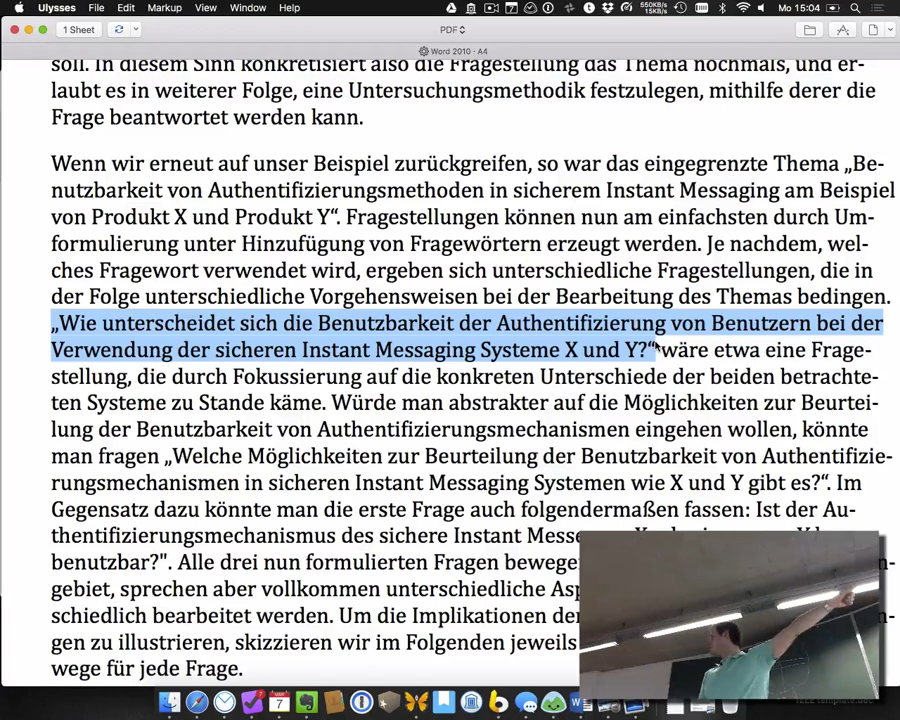 Ulysses File Edit Markup View Window Help 7 550KB/s 15KB/s Mo 15:04
1 Sheet PDF
Word 2010 · A4
soll. In diesem Sinn konkretisiert also die Fragestellung das Thema nochmals, und er-
laubt es in weiterer Folge, eine Untersuchungsmethodik festzulegen, mithilfe derer die
Frage beantwortet werden kann.
Wenn wir erneut auf unser Beispiel zurückgreifen, so war das eingegrenzte Thema „Be-
nutzbarkeit von Authentifizierungsmethoden in sicherem Instant Messaging am Beispiel
von Produkt X und Produkt Y“. Fragestellungen können nun am einfachsten durch Um-
formulierung unter Hinzufügung von Fragewörtern erzeugt werden. Je nachdem, wel-
ches Fragewort verwendet wird, ergeben sich unterschiedliche Fragestellungen, die in
der Folge unterschiedliche Vorgehensweisen bei der Bearbeitung des Themas bedingen.
„Wie unterscheidet sich die Benutzbarkeit der Authentifizierung von Benutzern bei der
Verwendung der sicheren Instant Messaging Systeme X und Y?“ wäre etwa eine Frage-
stellung, die durch Fokussierung auf die konkreten Unterschiede der beiden betrachte-
ten Systeme zu Stande käme. Würde man abstrakter auf die Möglichkeiten zur Beurtei-
lung der Benutzbarkeit von Authentifizierungsmechanismen eingehen wollen, könnte
man fragen „Welche Möglichkeiten zur Beurteilung der Benutzbarkeit von Authentifizie-
rungsmechanismen in sicheren Instant Messaging Systemen wie X und Y gibt es?“. Im
Gegensatz dazu könnte man die erste Frage auch folgendermaßen fassen: Ist der Au-
thentifizierungsmechanismus des sichere Instant Messe
benutzbar?". Alle drei nun formulierten Fragen bewege
gebiet, sprechen aber vollkommen unterschiedliche Asp
schiedlich bearbeitet werden. Um die Implikationen de
gen zu illustrieren, skizzieren wir im Folgenden jeweils
wege für jede Frage.
7